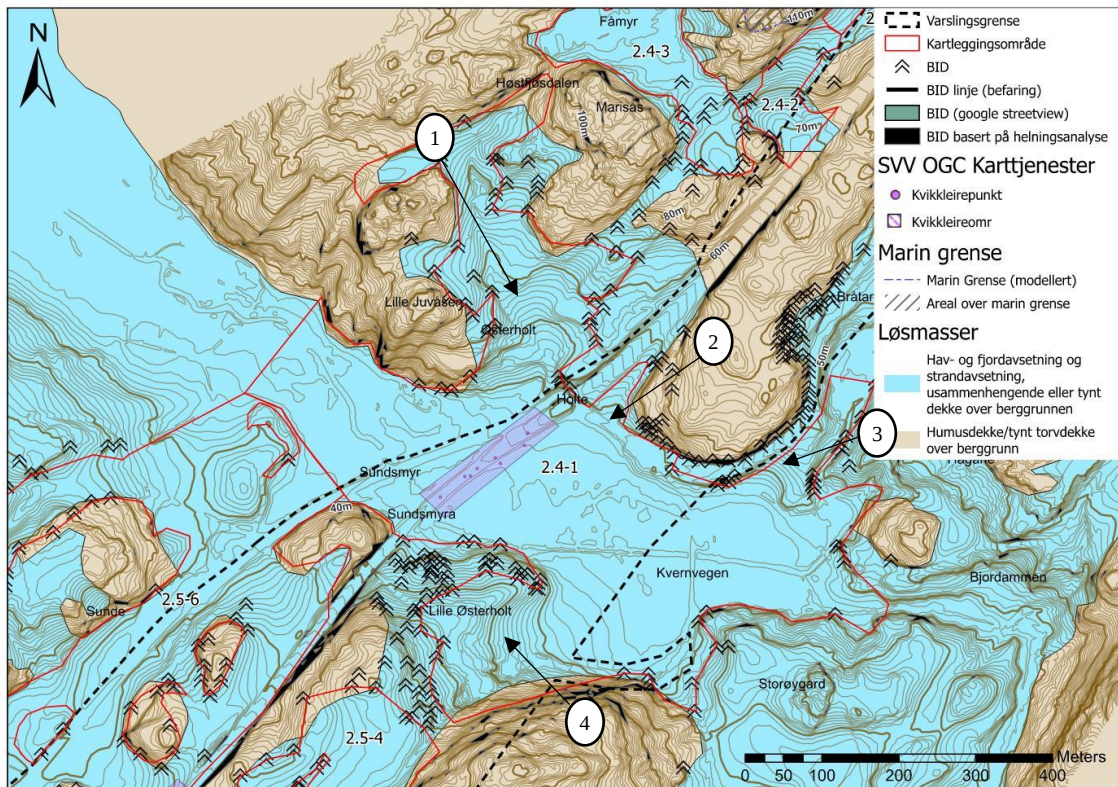 N
Fåmyr
110m
2.4-3
Høstfjøsdalen
Marisås
100m
2.4-2
70m
1
80m
60m
Lille Juvåsen
Østerholt
2
Bråtar
50m
Holte
3
2.4-1
Sundsmyr
Sundsmyra
40m
Kvernvegen
Bjordammen
Sunde
2.5-6
Lille Østerholt
Storøygard
4
2.5-4
Varslingsgrense
Kartleggingsområde
BID
BID linje (befaring)
BID (google streetview)
BID basert på helningsanalyse
SVV OGC Karttjenester
Kvikkleirepunkt
Kvikkleireomr
Marin grense
Marin Grense (modellert)
Areal over marin grense
Løsmasser
Hav- og fjordavsetning og
strandavsetning,
usammenhengende eller tynt
dekke over berggrunnen
Humusdekke/tynt torvdekke
over berggrunn
Meters
0 50 100 200 300 400